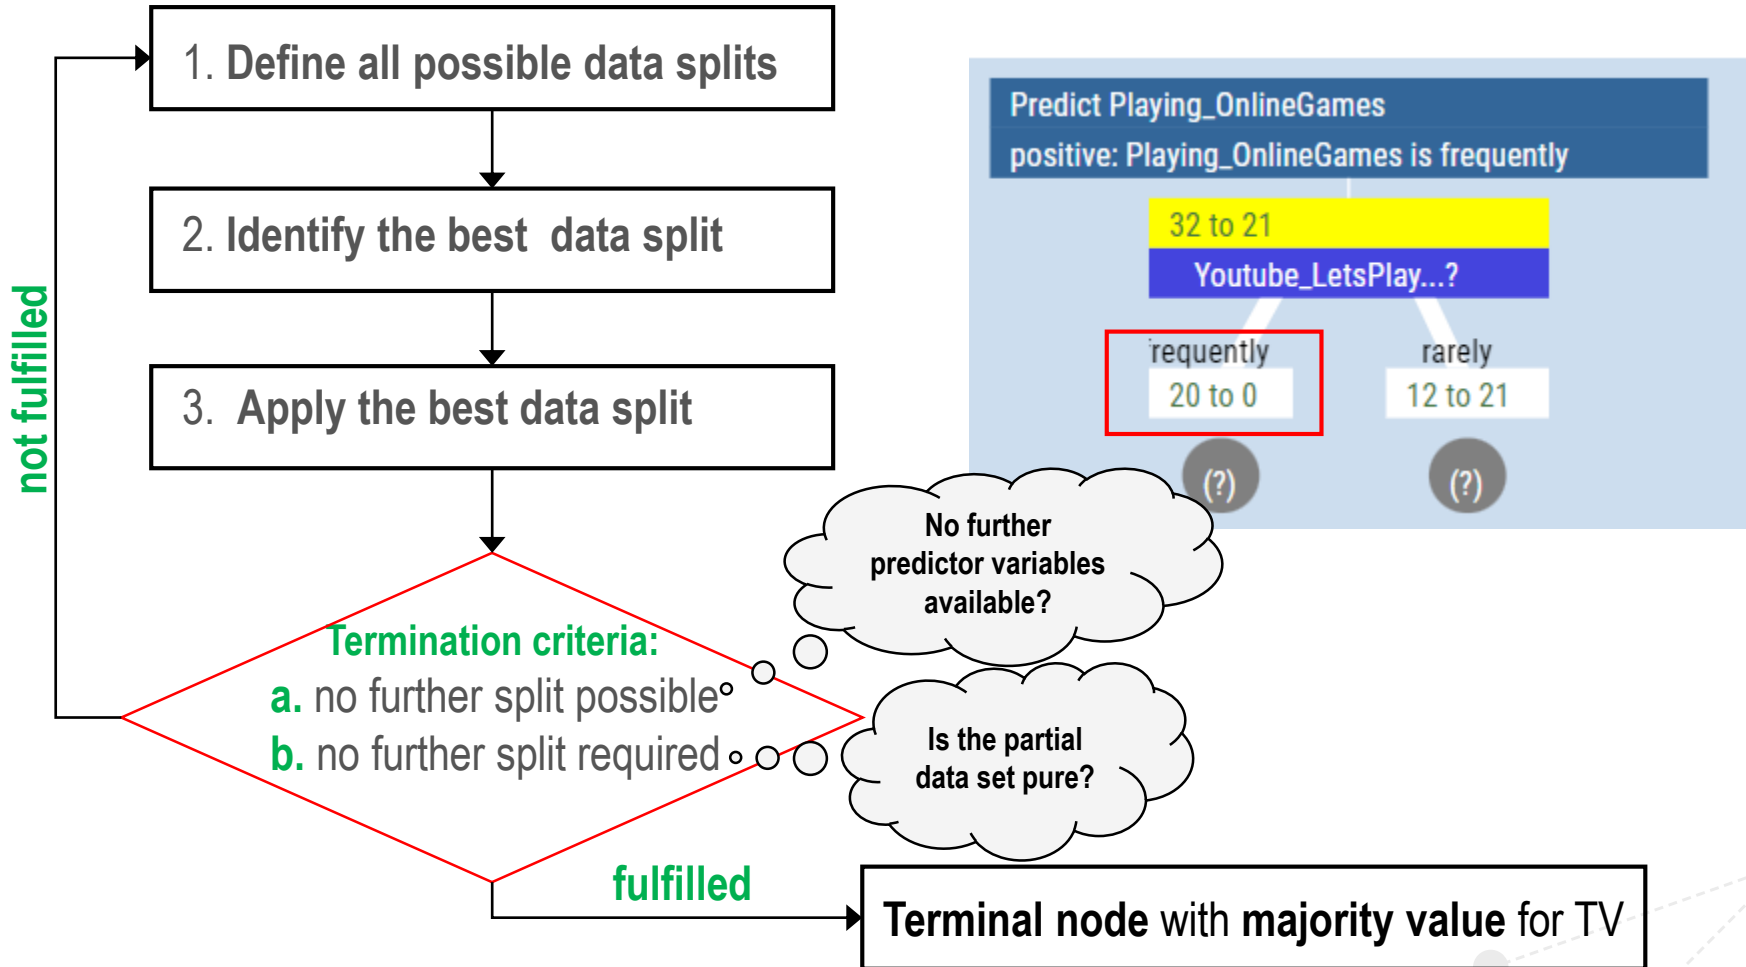 1. Define all possible data splits
2. Identify the best data split
3. Apply the best data split
not fulfilled
Termination criteria:
a. no further split possible
b. no further split required
No further
predictor variables
available?
Is the partial
data set pure?
fulfilled
Terminal node with majority value for TV
Predict Playing_OnlineGames
positive: Playing_OnlineGames is frequently
32 to 21
Youtube_LetsPlay...?
requently
rarely
20 to 0
12 to 21
(?)
(?)